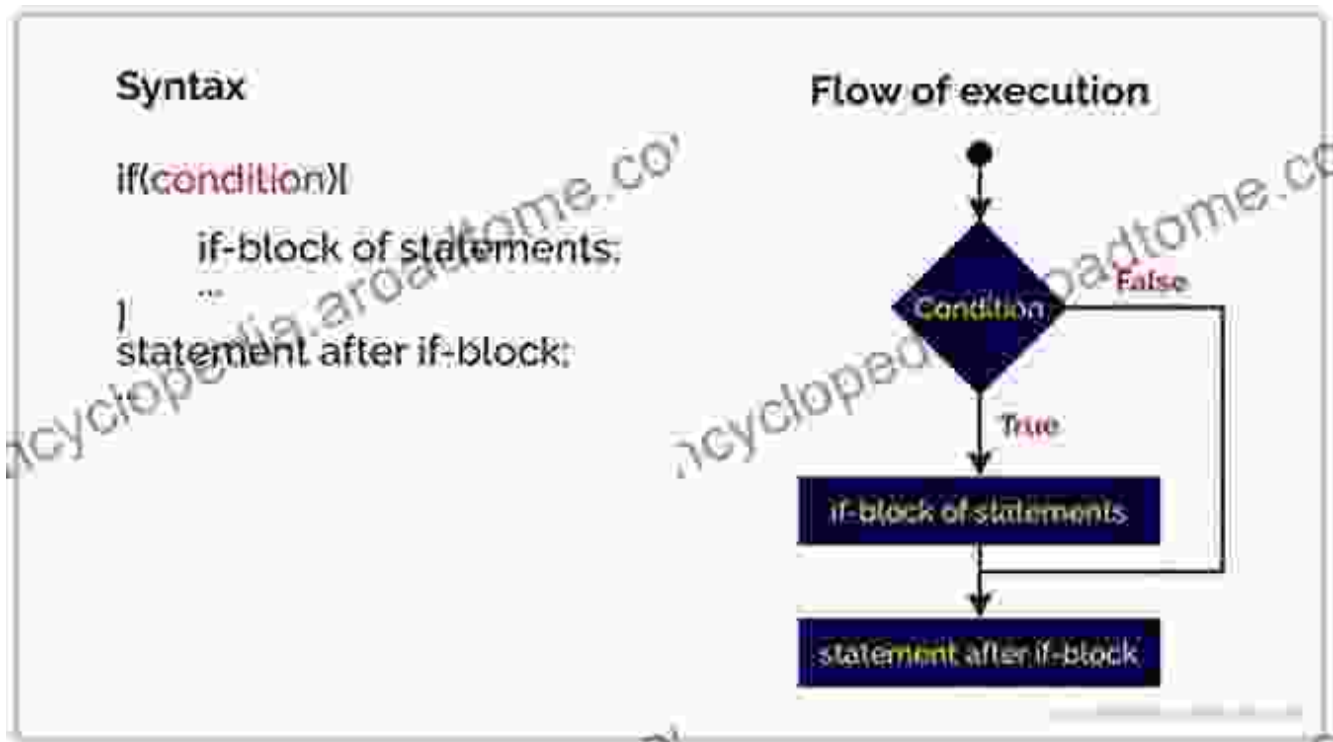 Syntax
if(condition){
if-block of statements;
...
}
statement after if-block;
...
Flow of execution
Condition
False
True
if-block of statements
statement after if-block